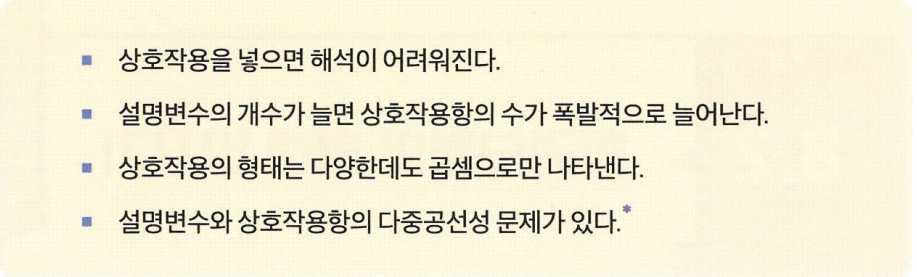 ▪ 상호작용을 넣으면 해석이 어려워진다.
▪ 설명변수의 개수가 늘면 상호작용항의 수가 폭발적으로 늘어난다.
▪ 상호작용의 형태는 다양한데도 곱셈으로만 나타낸다.
▪ 설명변수와 상호작용항의 다중공선성 문제가 있다.*